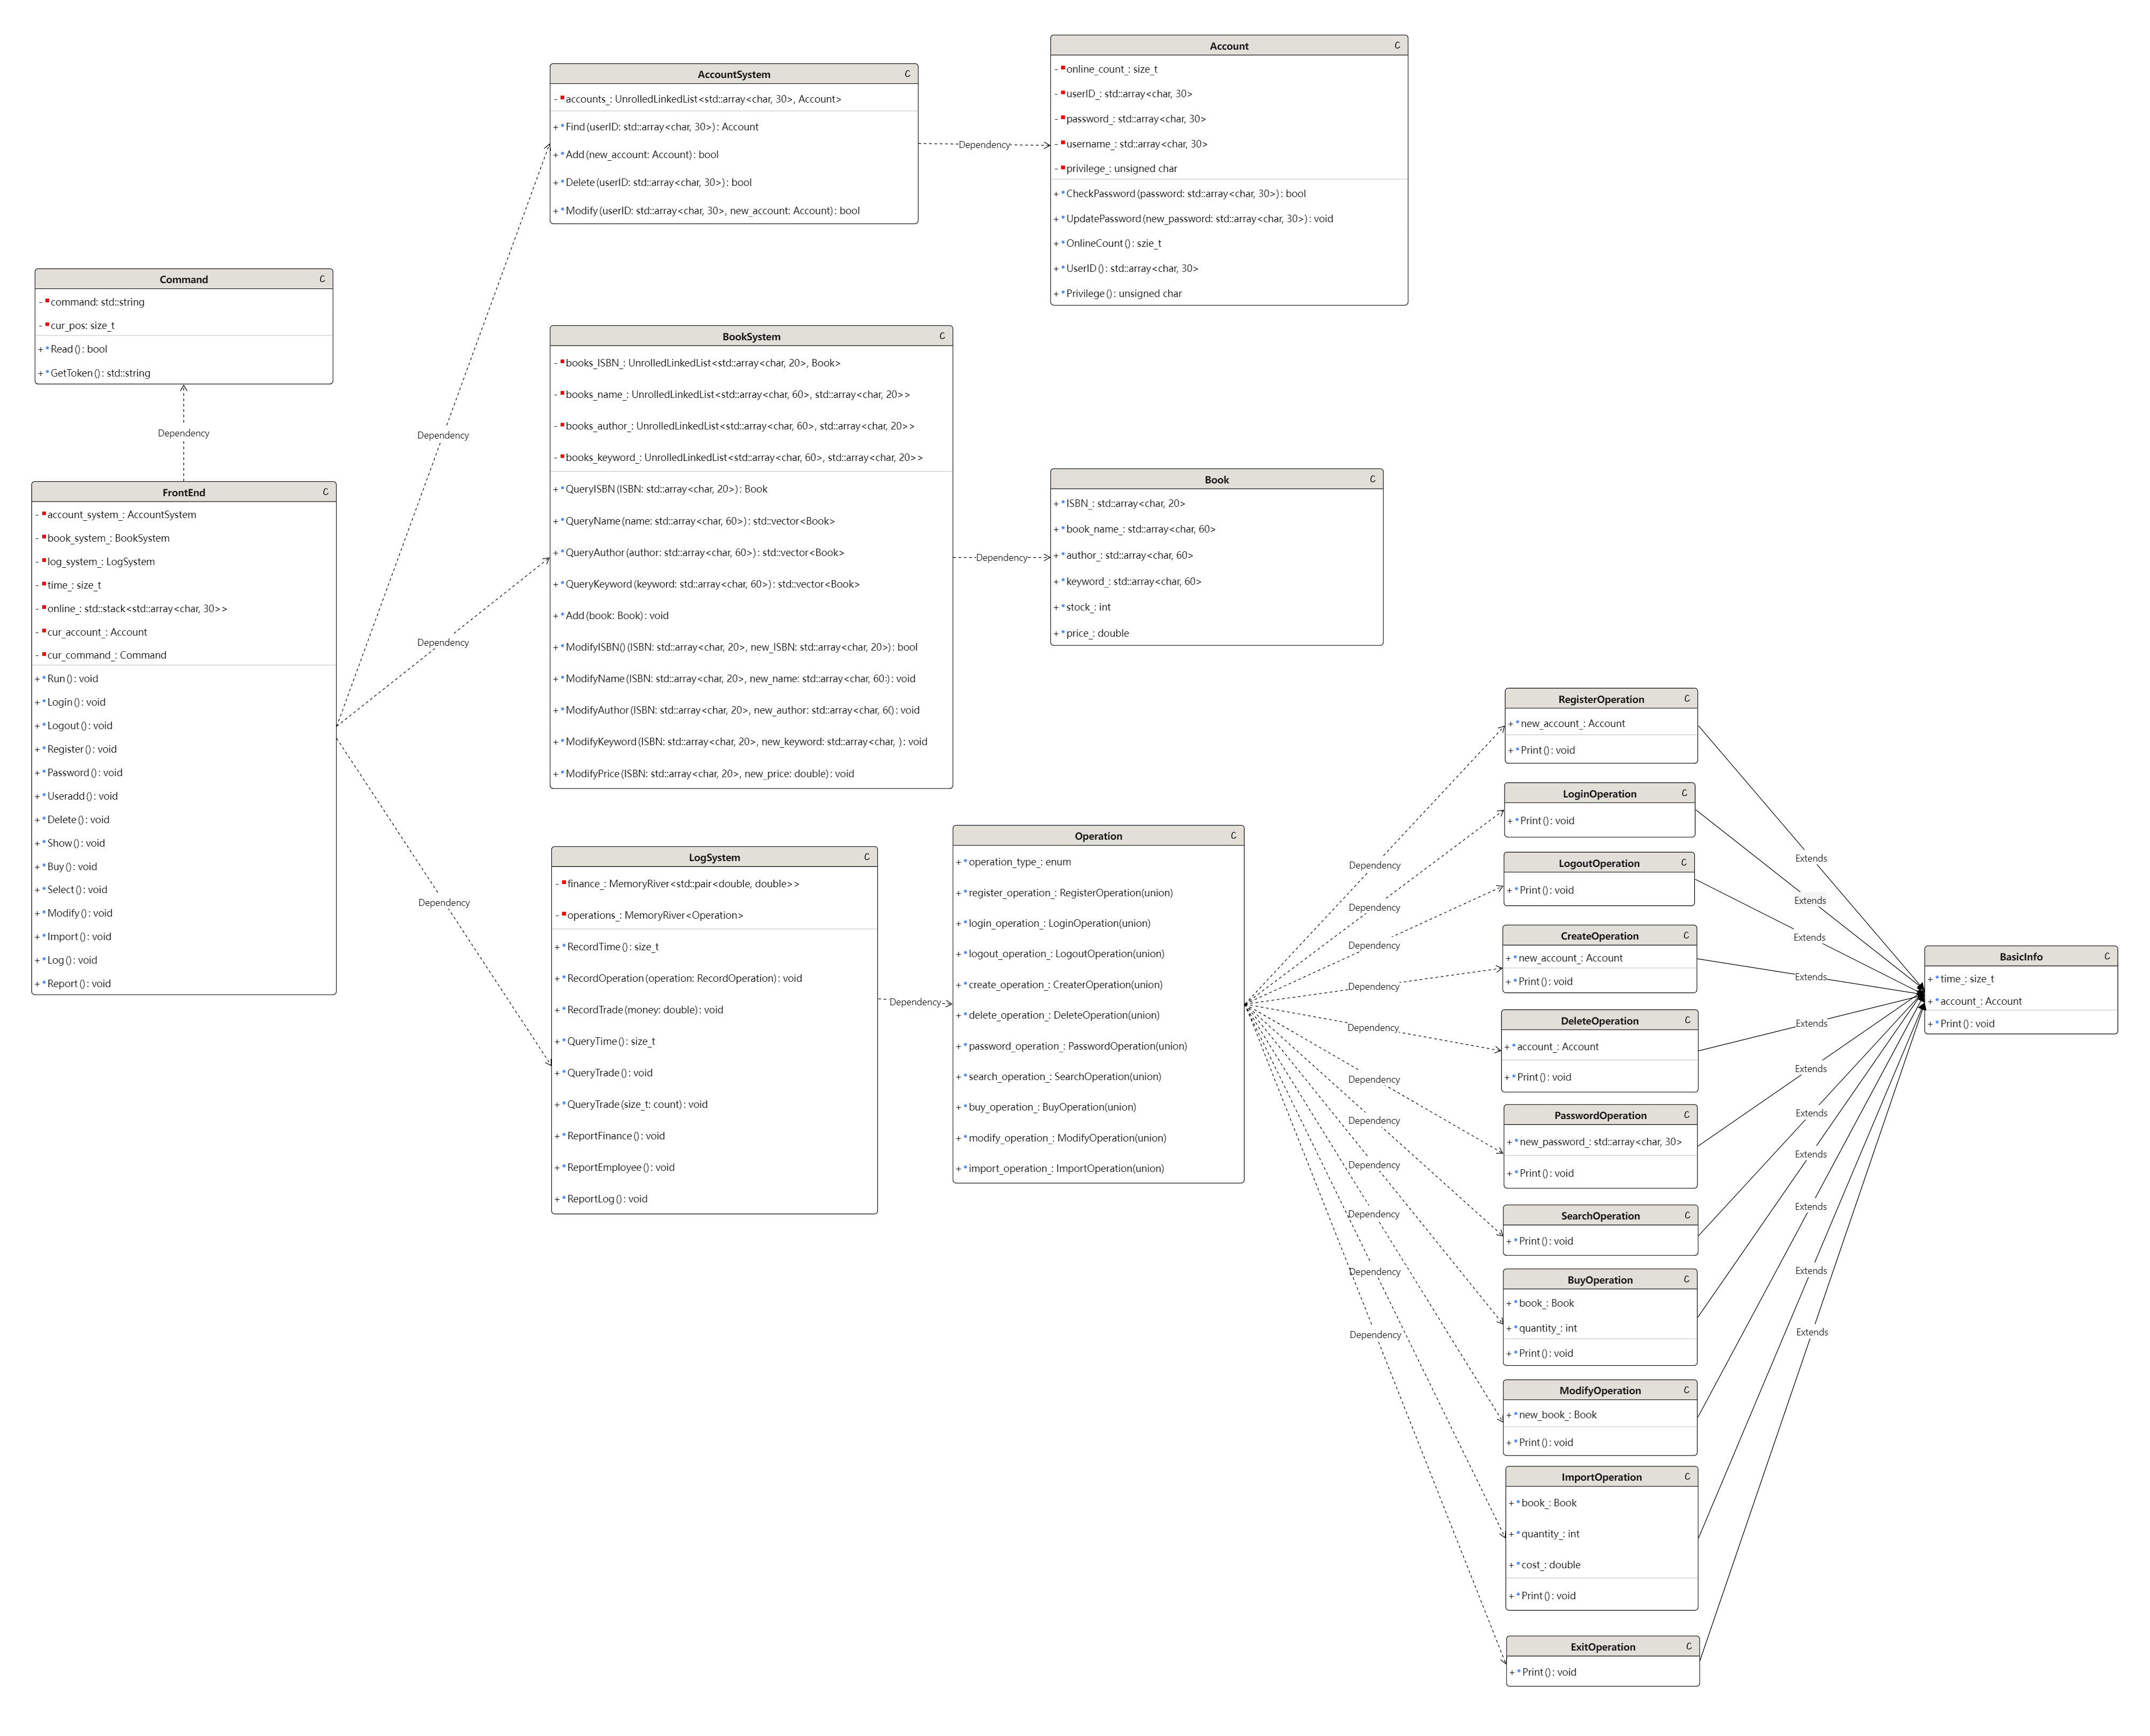 Account C
- online_count_: size_t
- userID_: std::array<char, 30>
- password_: std::array<char, 30>
- username_: std::array<char, 30>
- privilege_: unsigned char
+ CheckPassword(password: std::array<char, 30>): bool
+ UpdatePassword(new_password: std::array<char, 30>): void
+ OnlineCount(): szie_t
+ UserID(): std::array<char, 30>
+ Privilege(): unsigned char
AccountSystem C
- accounts_: UnrolledLinkedList<std::array<char, 30>, Account>
+ Find(userID: std::array<char, 30>): Account
+ Add(new_account: Account): bool
+ Delete(userID: std::array<char, 30>): bool
+ Modify(userID: std::array<char, 30>, new_account: Account): bool
Dependency
Command C
- command: std::string
- cur_pos: size_t
+ Read(): bool
+ GetToken(): std::string
Dependency
FrontEnd C
- account_system_: AccountSystem
- book_system_: BookSystem
- log_system_: LogSystem
- time_: size_t
- online_: std::stack<std::array<char, 30>>
- cur_account_: Account
- cur_command_: Command
+ Run(): void
+ Login(): void
+ Logout(): void
+ Register(): void
+ Password(): void
+ Useradd(): void
+ Delete(): void
+ Show(): void
+ Buy(): void
+ Select(): void
+ Modify(): void
+ Import(): void
+ Log(): void
+ Report(): void
Dependency
Dependency
Dependency
BookSystem C
- books_ISBN_: UnrolledLinkedList<std::array<char, 20>, Book>
- books_name_: UnrolledLinkedList<std::array<char, 60>, std::array<char, 20>>
- books_author_: UnrolledLinkedList<std::array<char, 60>, std::array<char, 20>>
- books_keyword_: UnrolledLinkedList<std::array<char, 60>, std::array<char, 20>>
+ QueryISBN(ISBN: std::array<char, 20>): Book
+ QueryName(name: std::array<char, 60>): std::vector<Book>
+ QueryAuthor(author: std::array<char, 60>): std::vector<Book>
+ QueryKeyword(keyword: std::array<char, 60>): std::vector<Book>
+ Add(book: Book): void
+ ModifyISBN()(ISBN: std::array<char, 20>, new_ISBN: std::array<char, 20>): bool
+ ModifyName(ISBN: std::array<char, 20>, new_name: std::array<char, 60:): void
+ ModifyAuthor(ISBN: std::array<char, 20>, new_author: std::array<char, 6(): void
+ ModifyKeyword(ISBN: std::array<char, 20>, new_keyword: std::array<char, ): void
+ ModifyPrice(ISBN: std::array<char, 20>, new_price: double): void
Dependency
Book C
+ ISBN_: std::array<char, 20>
+ book_name_: std::array<char, 60>
+ author_: std::array<char, 60>
+ keyword_: std::array<char, 60>
+ stock_: int
+ price_: double
LogSystem C
- finance_: MemoryRiver<std::pair<double, double>>
- operations_: MemoryRiver<Operation>
+ RecordTime(): size_t
+ RecordOperation(operation: RecordOperation): void
+ RecordTrade(money: double): void
+ QueryTime(): size_t
+ QueryTrade(): void
+ QueryTrade(size_t: count): void
+ ReportFinance(): void
+ ReportEmployee(): void
+ ReportLog(): void
Dependency
Operation C
+ operation_type_: enum
+ register_operation_: RegisterOperation(union)
+ login_operation_: LoginOperation(union)
+ logout_operation_: LogoutOperation(union)
+ create_operation_: CreaterOperation(union)
+ delete_operation_: DeleteOperation(union)
+ password_operation_: PasswordOperation(union)
+ search_operation_: SearchOperation(union)
+ buy_operation_: BuyOperation(union)
+ modify_operation_: ModifyOperation(union)
+ import_operation_: ImportOperation(union)
Dependency
Dependency
Dependency
Dependency
Dependency
Dependency
Dependency
Dependency
Dependency
Dependency
Dependency
RegisterOperation C
+ new_account_: Account
+ Print(): void
LoginOperation C
+ Print(): void
LogoutOperation C
+ Print(): void
CreateOperation C
+ new_account_: Account
+ Print(): void
DeleteOperation C
+ account_: Account
+ Print(): void
PasswordOperation C
+ new_password_: std::array<char, 30>
+ Print(): void
SearchOperation C
+ Print(): void
BuyOperation C
+ book_: Book
+ quantity_: int
+ Print(): void
ModifyOperation C
+ new_book_: Book
+ Print(): void
ImportOperation C
+ book_: Book
+ quantity_: int
+ cost_: double
+ Print(): void
ExitOperation C
+ Print(): void
Extends
Extends
Extends
Extends
Extends
Extends
Extends
Extends
Extends
Extends
Extends
BasicInfo C
+ time_: size_t
+ account_: Account
+ Print(): void